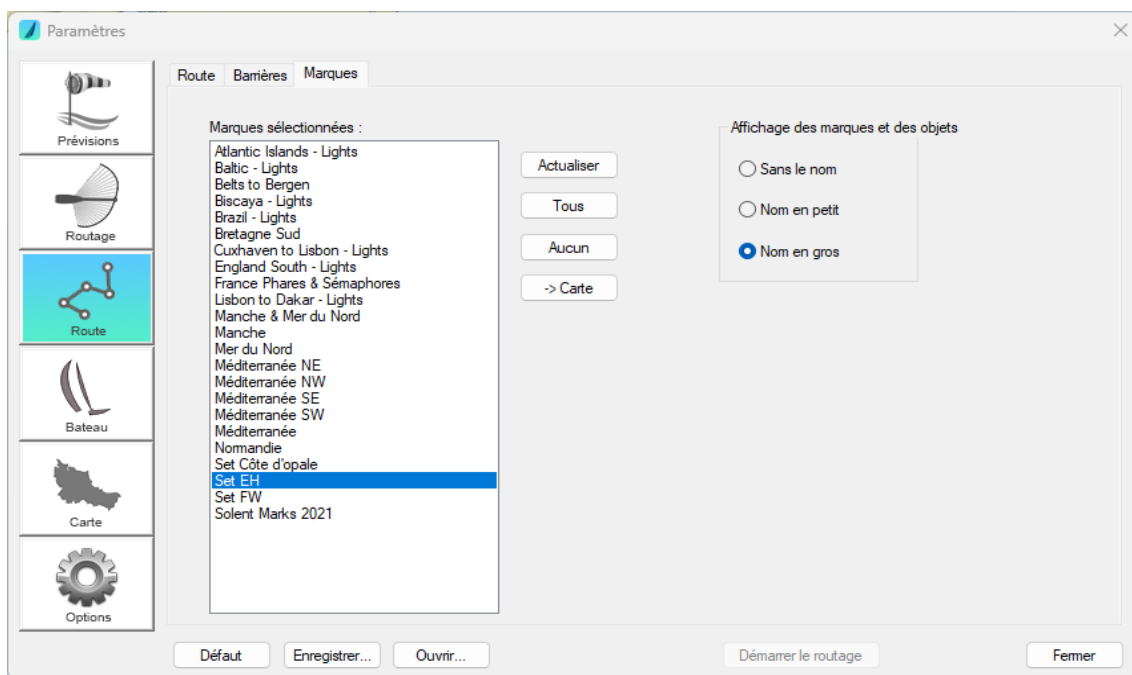 Paramètres
Prévisions
Routage
Route
Bateau
Carte
Options
Route
Barrières
Marques
Marques sélectionnées :
Atlantic Islands - Lights
Baltic - Lights
Belts to Bergen
Biscaya - Lights
Brazil - Lights
Bretagne Sud
Cuxhaven to Lisbon - Lights
England South - Lights
France Phares & Sémaphores
Lisbon to Dakar - Lights
Manche & Mer du Nord
Manche
Mer du Nord
Méditerranée NE
Méditerranée NW
Méditerranée SE
Méditerranée SW
Méditerranée
Normandie
Set Côte d'opale
Set EH
Set FW
Solent Marks 2021
Actualiser
Tous
Aucun
-> Carte
Affichage des marques et des objets
Sans le nom
Nom en petit
Nom en gros
Défaut
Enregistrer...
Ouvrir...
Démarrer le routage
Fermer